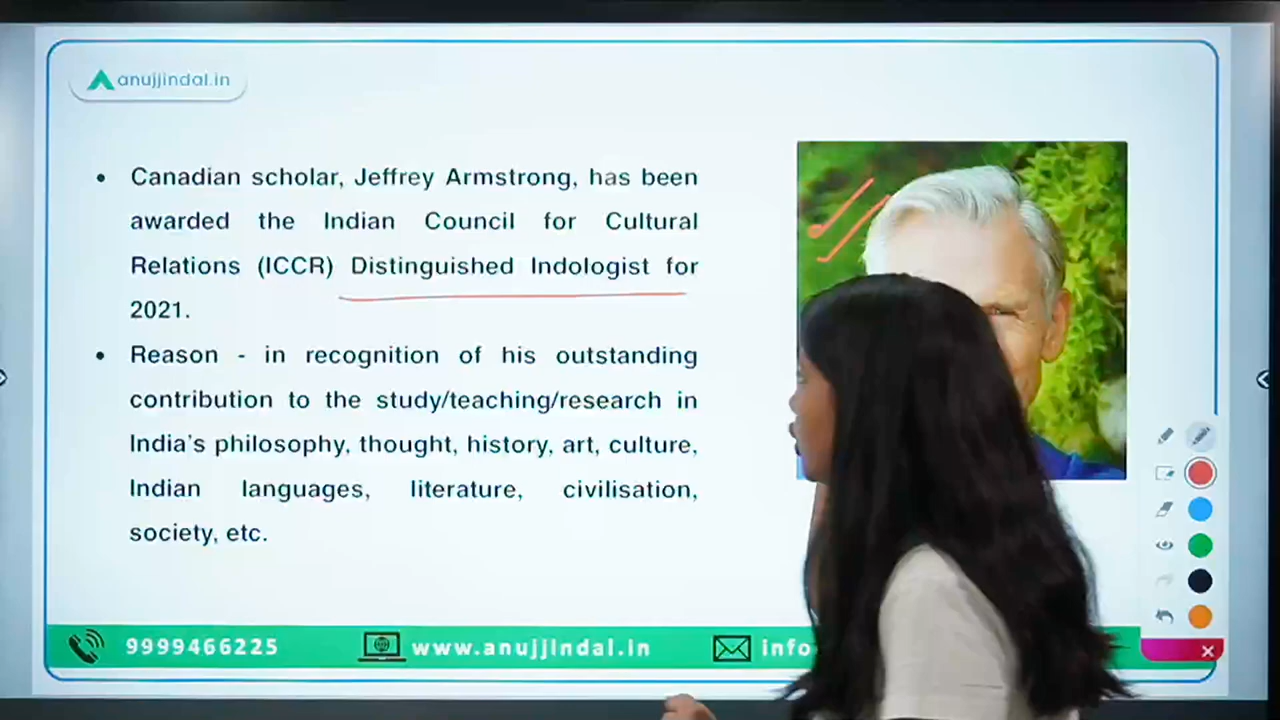 anujjindal.in
• Canadian scholar, Jeffrey Armstrong, has been
awarded the Indian Council for Cultural
Relations (ICCR) Distinguished Indologist for
2021.
• Reason - in recognition of his outstanding
contribution to the study/teaching/research in
India's philosophy, thought, history, art, culture,
Indian languages, literature, civilisation,
society, etc.
9999466225 www.anujjindal.in info